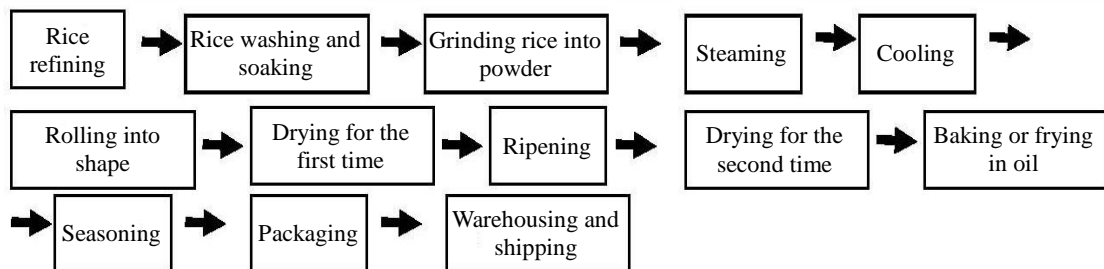 Rice
refining
Rice washing and
soaking
Grinding rice into
powder
Steaming
Cooling
Rolling into
shape
Drying for the
first time
Ripening
Drying for the
second time
Baking or frying
in oil
Seasoning
Packaging
Warehousing and
shipping